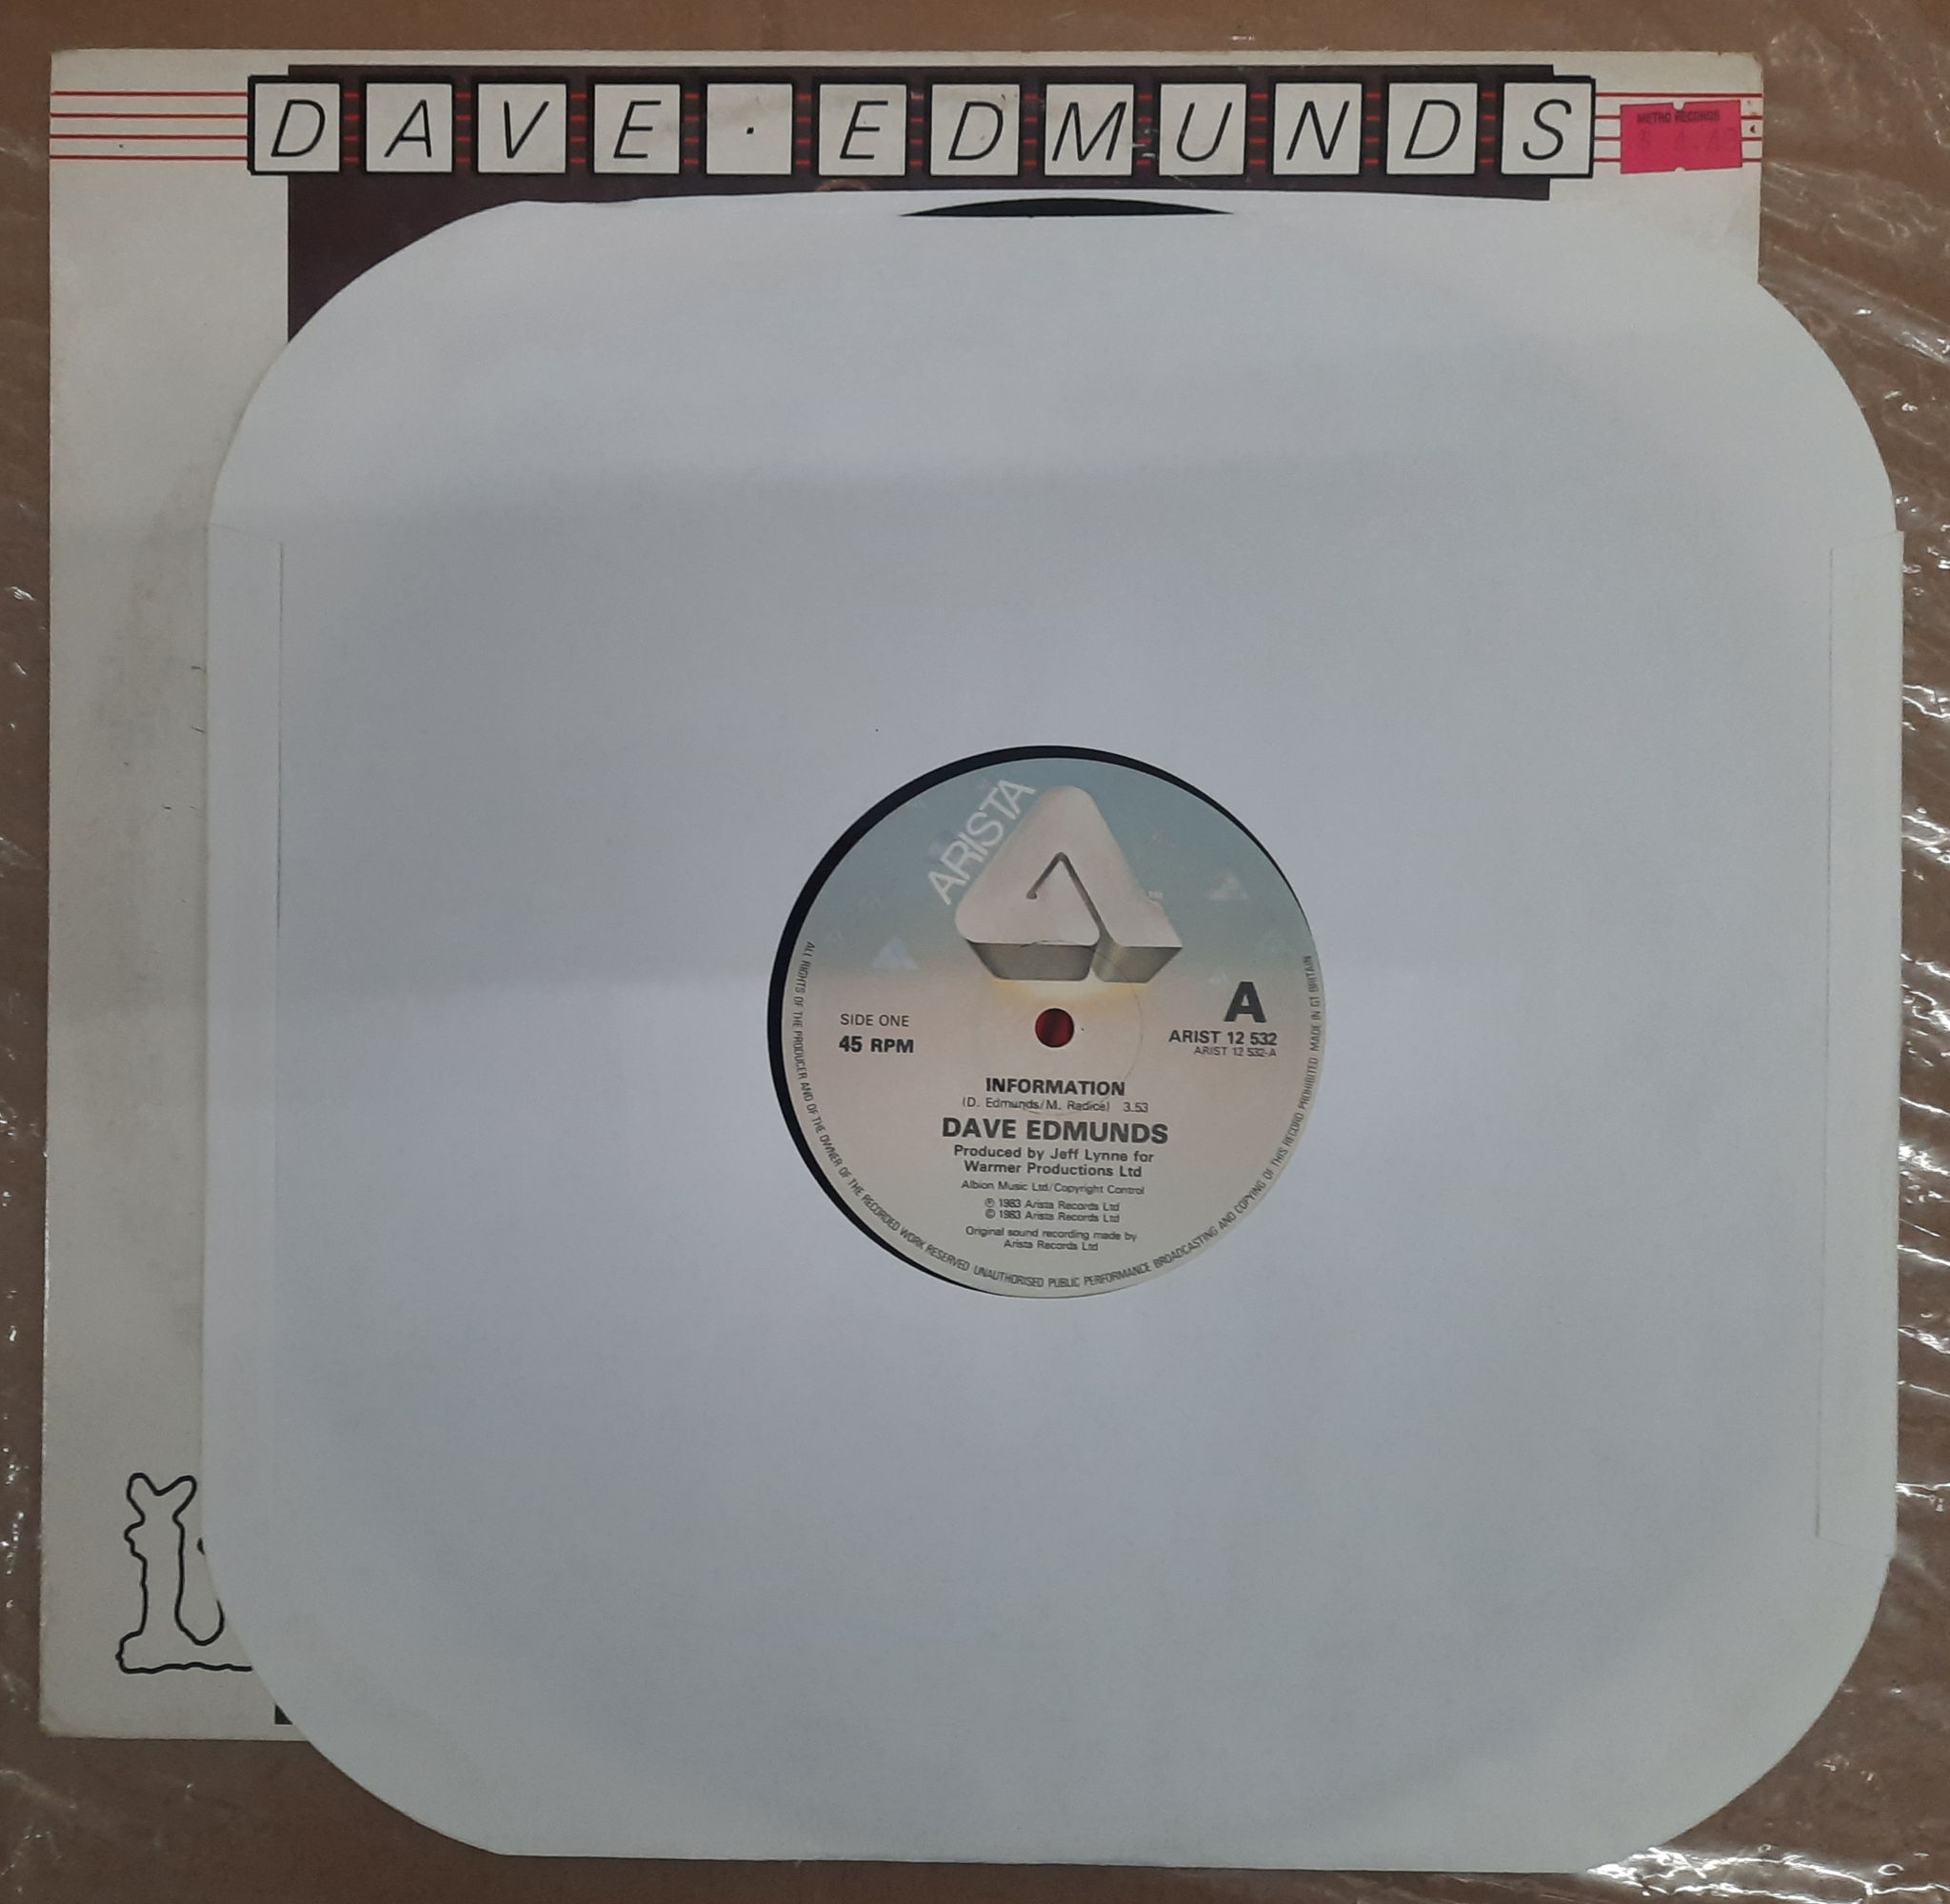 DAVE·EDMUNDS
METRO RECORDS
ARISTA
SIDE ONE
45 RPM
A
ARIST 12 532
ARIST 12 532-A
INFORMATION
(D. Edmunds/M. Radice) 3.53
DAVE EDMUNDS
Produced by Jeff Lynne for
Warmer Productions Ltd
Albion Music Ltd/Copyright Control
℗ 1983 Arista Records Ltd
© 1983 Arista Records Ltd
Original sound recording made by
Arista Records Ltd
ALL RIGHTS OF THE PRODUCER AND OF THE OWNER OF THE RECORDED WORK RESERVED UNAUTHORISED PUBLIC PERFORMANCE BROADCASTING AND COPYING OF THIS RECORD PROHIBITED MADE IN GT BRITAIN